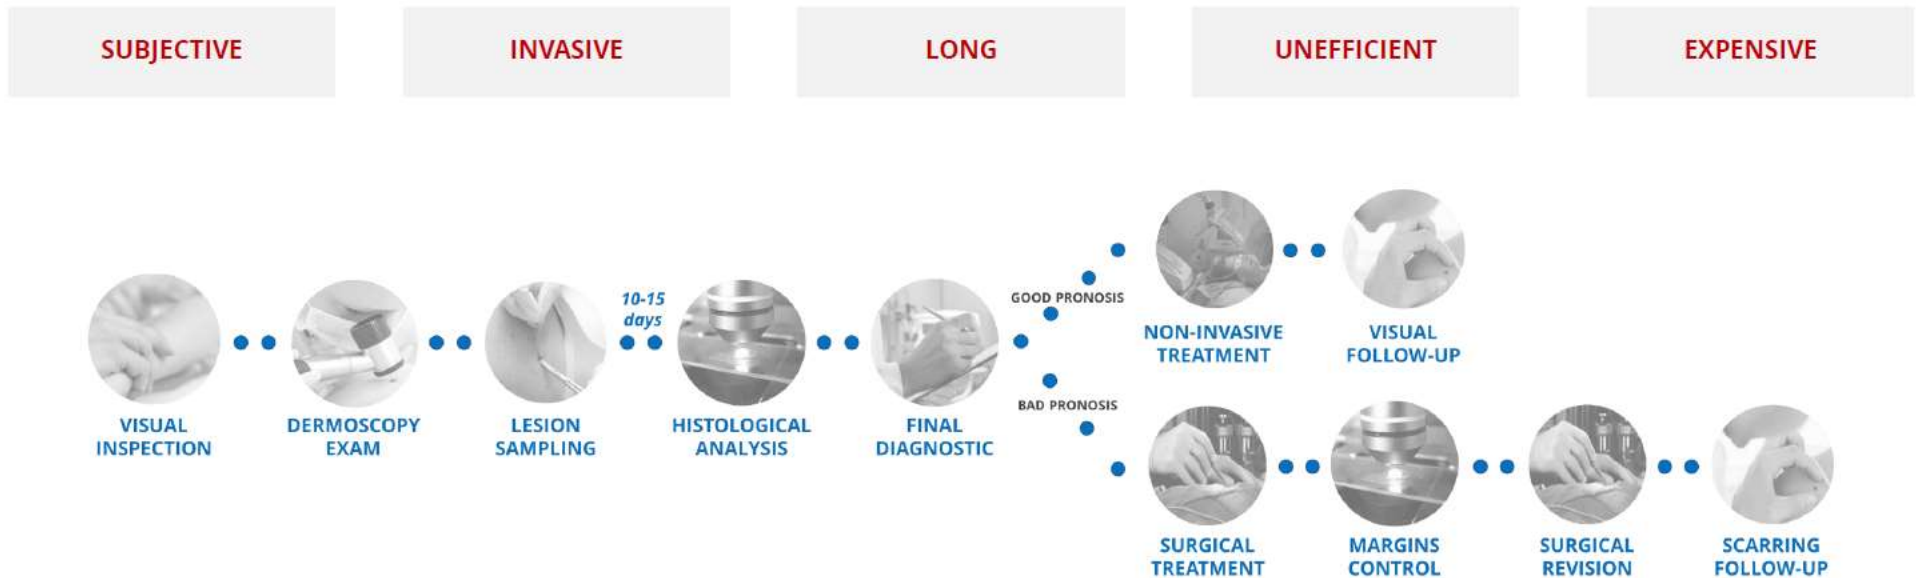 SUBJECTIVE
INVASIVE
LONG
UNEFFICIENT
EXPENSIVE
VISUAL
INSPECTION
DERMOSCOPY
EXAM
LESION
SAMPLING
10-15
days
HISTOLOGICAL
ANALYSIS
FINAL
DIAGNOSTIC
GOOD PRONOSIS
NON-INVASIVE
TREATMENT
VISUAL
FOLLOW-UP
BAD PRONOSIS
SURGICAL
TREATMENT
MARGINS
CONTROL
SURGICAL
REVISION
SCARRING
FOLLOW-UP